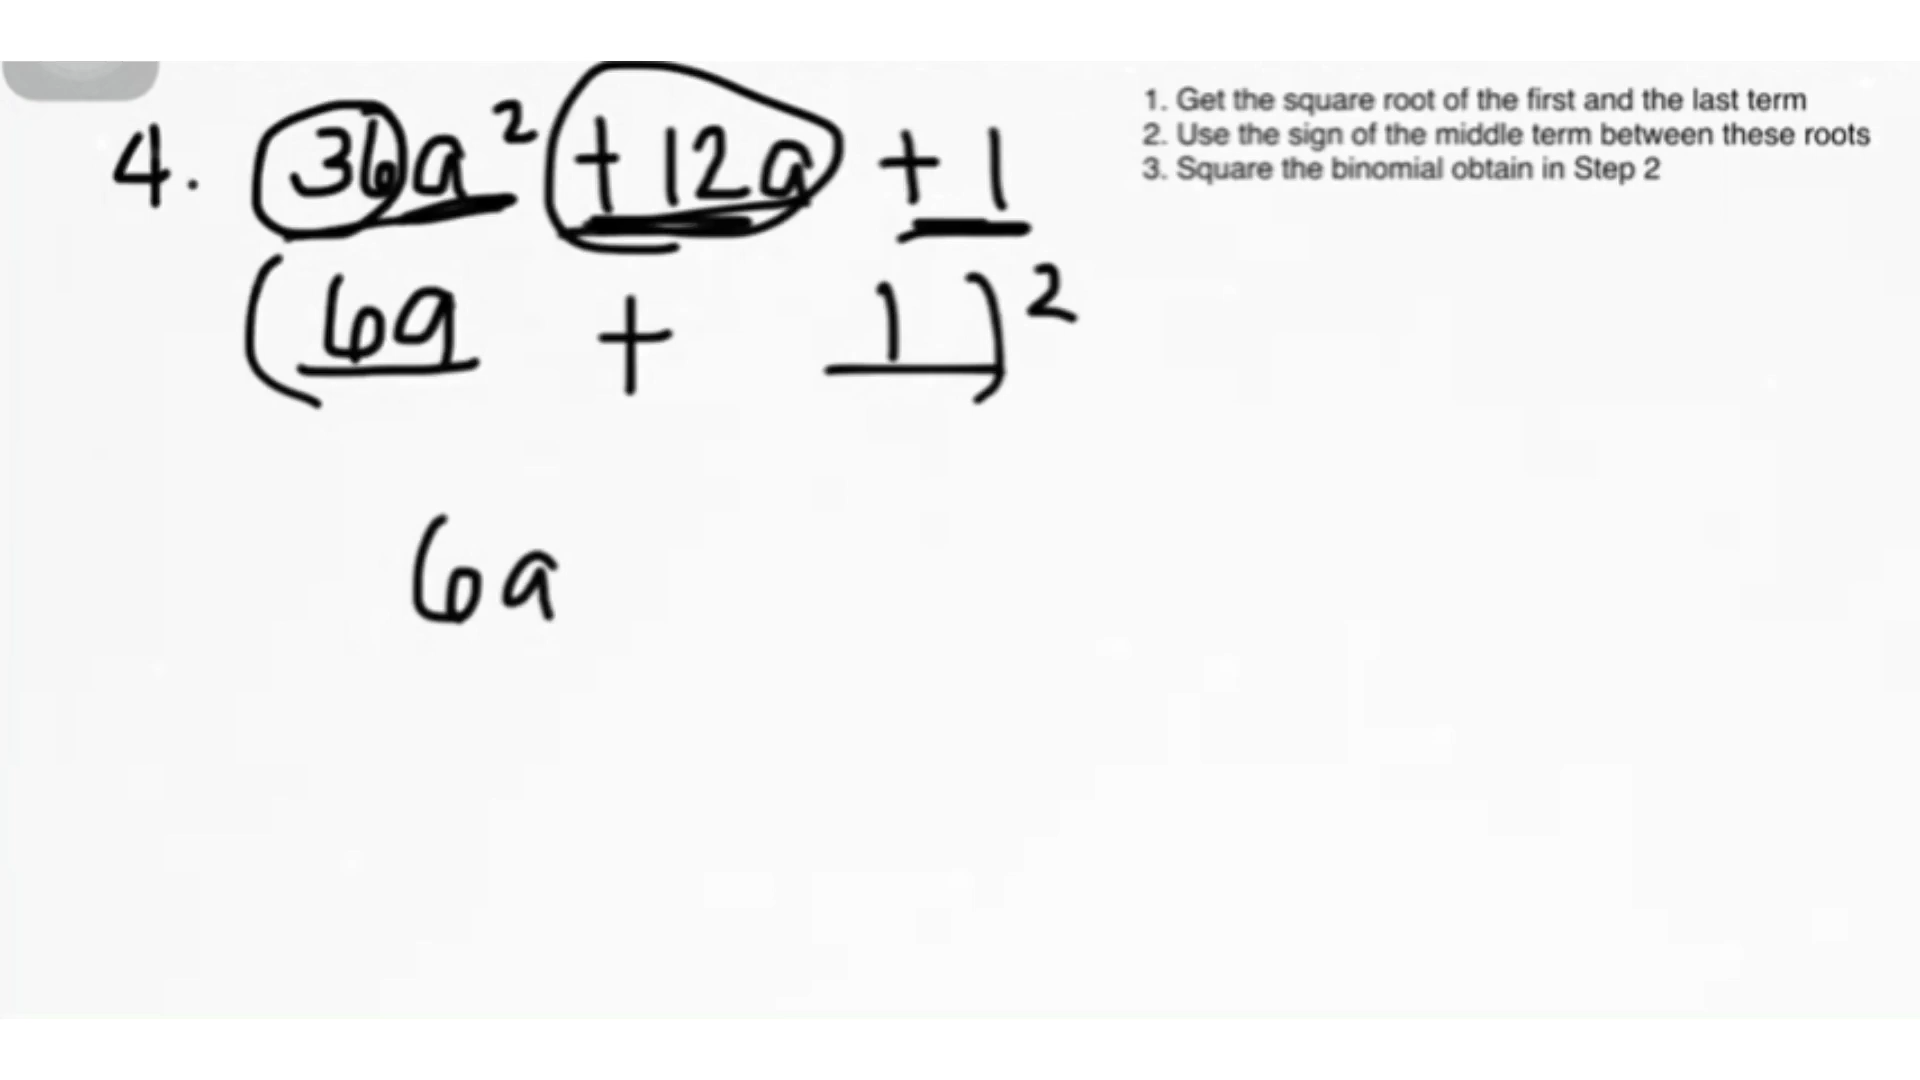 4. 36a² + 12a + 1
(6a + 1)²
6a
1. Get the square root of the first and the last term
2. Use the sign of the middle term between these roots
3. Square the binomial obtain in Step 2